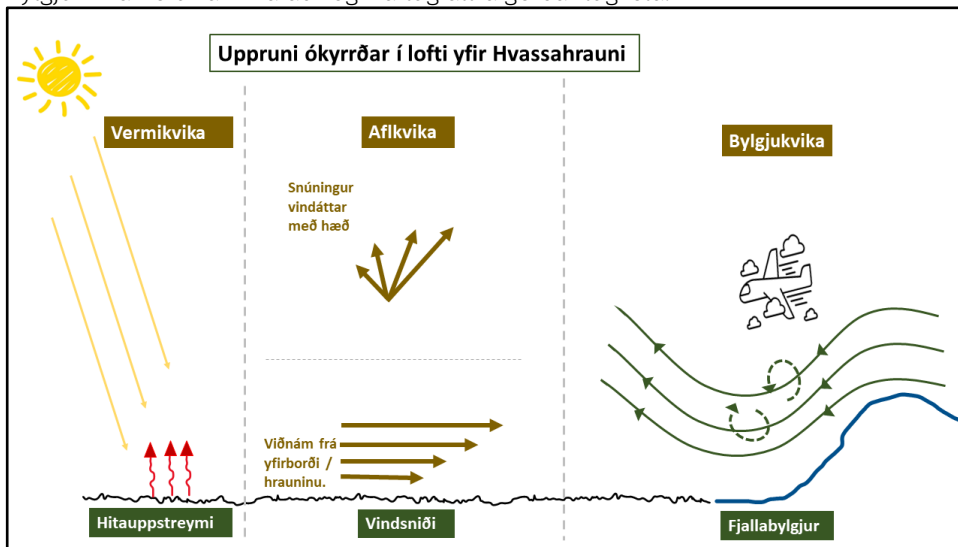 Uppruni ókyrrðar í lofti yfir Hvassahrauni
Vermikvika
Aflkvika
Bylgjukvika
Snúningur
vindáttar
með hæð
Viðnám frá
yfirborði /
hrauninu.
Hitauppstreymi
Vindsniði
Fjallabylgjur